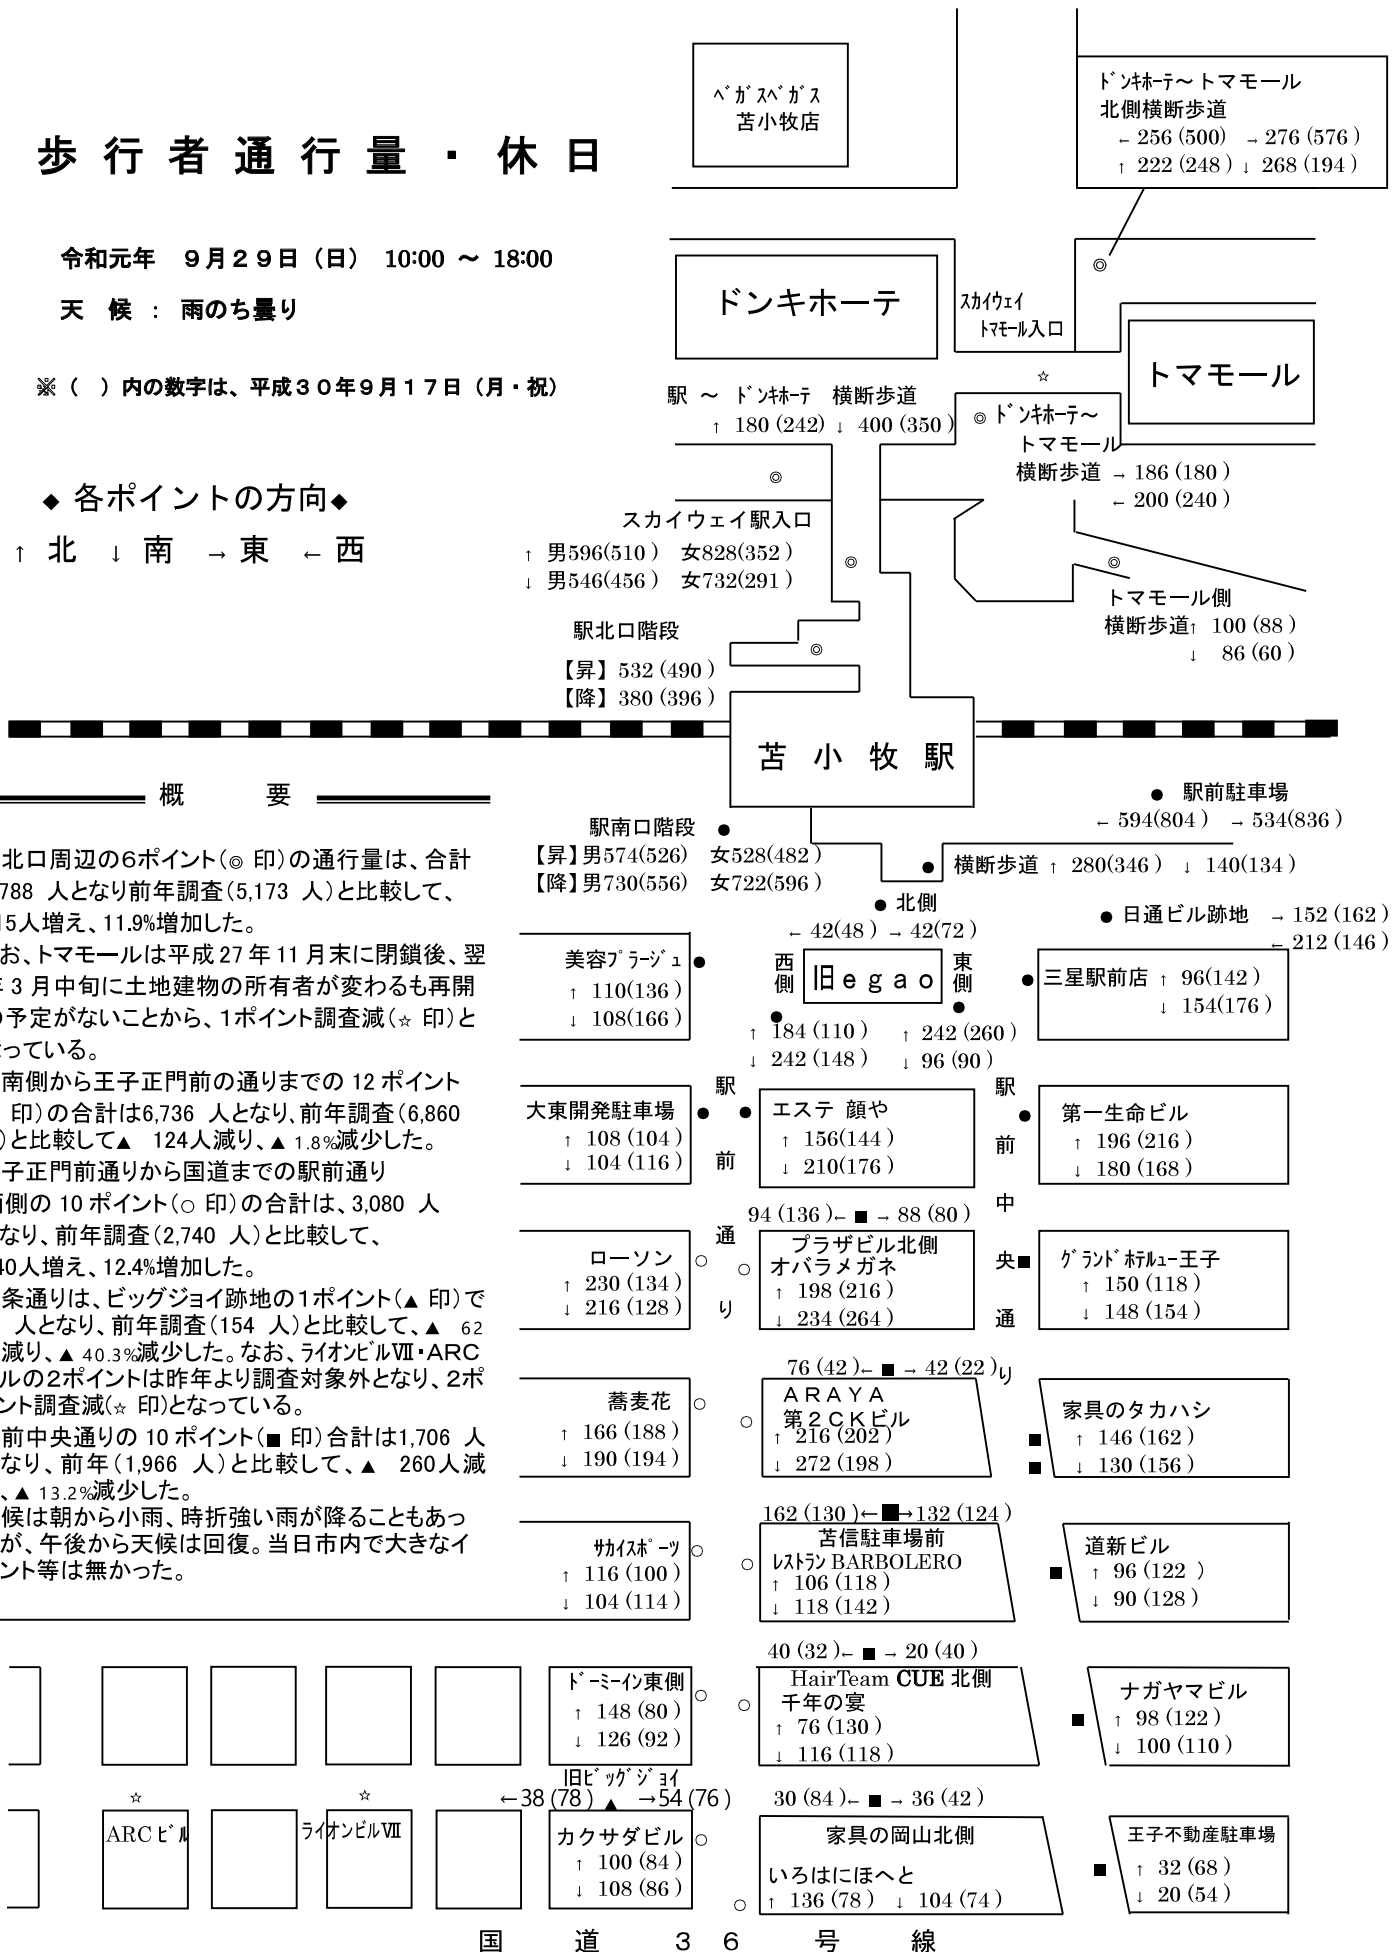 歩行者通行量・休日
令和元年　９月２９日（日）　10:00 ～ 18:00
天　候　：　雨のち曇り
※（　）内の数字は、平成３０年９月１７日（月・祝）
◆ 各ポイントの方向◆
↑ 北　↓ 南　→ 東　← 西
ﾍﾞｶﾞｽﾍﾞｶﾞｽ
苫小牧店
ﾄﾞﾝｷﾎｰﾃ～トマモール
北側横断歩道
← 256 (500)　→ 276 (576 )
↑ 222 (248 ) ↓ 268 (194 )
ドンキホーテ
ｽｶｲｳｪｲ
ﾄﾏﾓｰﾙ入口
☆
トマモール
駅 ～ ﾄﾞﾝｷﾎｰﾃ　横断歩道
↑ 180 (242) ↓ 400 (350 )
◎ ﾄﾞﾝｷﾎｰﾃ～
トマモール
横断歩道 → 186 (180 )
← 200 (240 )
スカイウェイ駅入口
↑ 男596(510 )　女828(352 )
↓ 男546(456 )　女732(291 )
トマモール側
横断歩道↑ 100 (88 )
↓ 86 (60 )
駅北口階段
【昇】 532 (490 )
【降】 380 (396 )
苫小牧駅
● 駅前駐車場
← 594(804 )　→ 534(836 )
駅南口階段 ●
【昇】男574(526)　女528(482 )
【降】男730(556)　女722(596 )
● 横断歩道 ↑ 280(346 )　↓ 140(134 )
● 北側
← 42(48 ) → 42(72 )
● 日通ビル跡地　→ 152 (162 )
← 212 (146 )
概　要
北口周辺の6ポイント(◎ 印)の通行量は、合計
788 人となり前年調査(5,173 人)と比較して、
15人増え、11.9%増加した。
お、トマモールは平成 27 年 11 月末に閉鎖後、翌
年 3 月中旬に土地建物の所有者が変わるも再開
の予定がないことから、1ポイント調査減(☆ 印)と
なっている。
南側から王子正門前の通りまでの 12 ポイント
印)の合計は6,736 人となり、前年調査(6,860
)と比較して▲　124人減り、▲ 1.8%減少した。
子正門前通りから国道までの駅前通り
両側の 10 ポイント(○ 印)の合計は、3,080 人
なり、前年調査(2,740 人)と比較して、
40人増え、12.4%増加した。
条通りは、ビッグジョイ跡地の1ポイント(▲ 印)で
人となり、前年調査(154 人)と比較して、▲　62
減り、▲ 40.3%減少した。なお、ﾗｲｵﾝﾋﾞﾙⅦ・ARC
ルの2ポイントは昨年より調査対象外となり、2ポ
ント調査減(☆ 印)となっている。
前中央通りの 10 ポイント(■ 印)合計は1,706 人
なり、前年(1,966 人)と比較して、▲　260人減
、▲ 13.2%減少した。
候は朝から小雨、時折強い雨が降ることもあっ
が、午後から天候は回復。当日市内で大きなイ
ント等は無かった。
美容ﾌﾟﾗｰｼﾞｭ ●
↑ 110(136 )
↓ 108(166 )
西側
旧ｅｇａｏ
東側
↑ 184 (110 )
↓ 242 (148 )
↑ 242 (260 )
↓ 96 (90 )
● 三星駅前店 ↑ 96(142 )
↓ 154(176 )
駅前通り
駅前中央通り
大東開発駐車場 ●
↑ 108 (104 )
↓ 104 (116 )
● エステ 顔や
↑ 156(144 )
↓ 210(176 )
● 第一生命ビル
↑ 196 (216 )
↓ 180 (168 )
94 (136 )← ■ → 88 (80 )
ローソン ○
↑ 230 (134 )
↓ 216 (128 )
プラザビル北側
○ オバラメガネ
↑ 198 (216 )
↓ 234 (264 )
■ ｸﾞﾗﾝﾄﾞﾎﾃﾙﾆｭｰ王子
↑ 150 (118 )
↓ 148 (154 )
76 (42 )← ■ → 42 (22 )
蕎麦花 ○
↑ 166 (188 )
↓ 190 (194 )
ＡＲＡＹＡ
○ 第２ＣＫビル
↑ 216 (202 )
↓ 272 (198 )
家具のタカハシ
■ ↑ 146 (162 )
■ ↓ 130 (156 )
162 (130 )←■→132 (124 )
ｻｶｲｽﾎﾟｰﾂ ○
↑ 116 (100 )
↓ 104 (114 )
苫信駐車場前
○ ﾚｽﾄﾗﾝ BARBOLERO
↑ 106 (118 )
↓ 118 (142 )
道新ビル
■ ↑ 96 (122 )
↓ 90 (128 )
40 (32 )← ■ → 20 (40 )
ﾄﾞｰﾐｰｲﾝ東側 ○
↑ 148 (80 )
↓ 126 (92 )
HairTeam CUE 北側
○ 千年の宴
↑ 76 (130 )
↓ 116 (118 )
ナガヤマビル
■ ↑ 98 (122 )
↓ 100 (110 )
旧ﾋﾞｯｸﾞｼﾞｮｲ
←38 (78 ) ▲ →54 (76 )
30 (84 )← ■ → 36 (42 )
☆
ARC ﾋﾞﾙ
☆
ﾗｲｵﾝﾋﾞﾙⅦ
カクサダビル ○
↑ 100 (84 )
↓ 108 (86 )
家具の岡山北側
いろはにほへと
○ ↑ 136 (78 )　↓ 104 (74 )
王子不動産駐車場
■ ↑ 32 (68 )
↓ 20 (54 )
国道３６号線